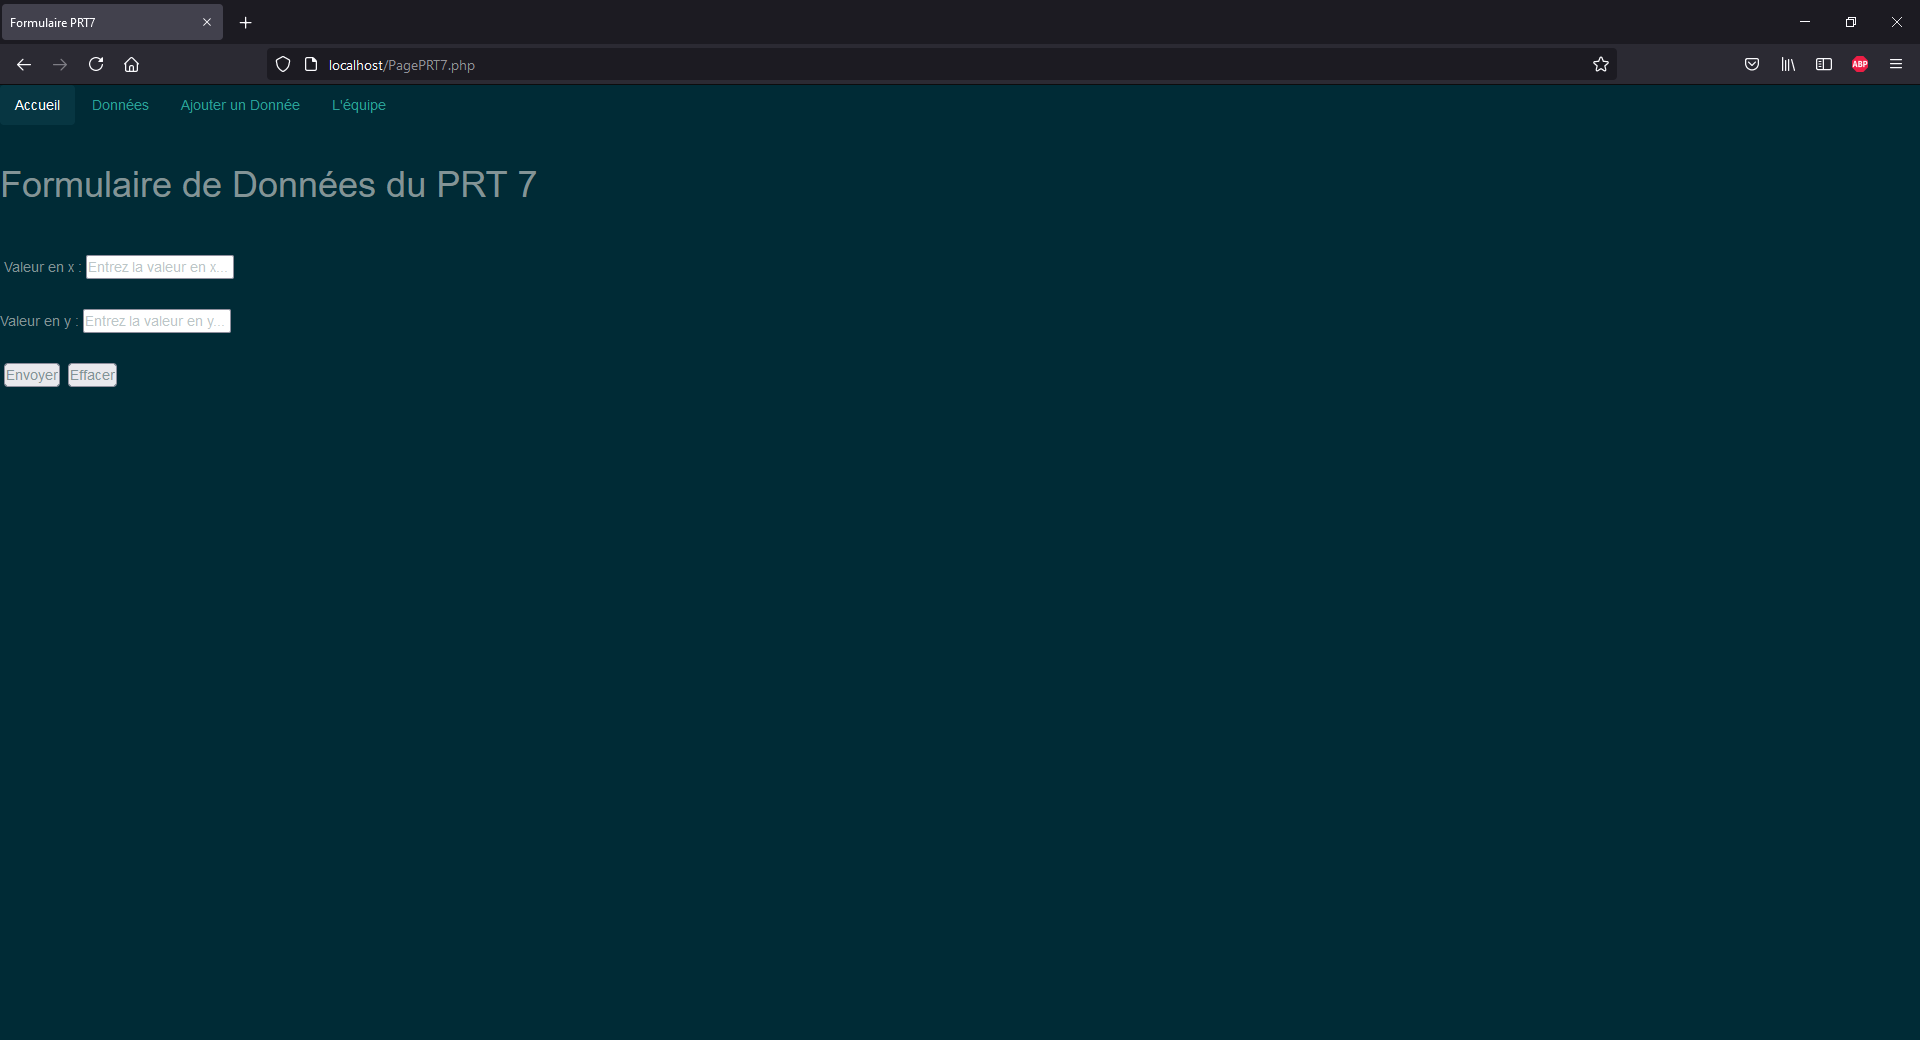 Formulaire PRT7
localhost/PagePRT7.php
ABP
Accueil Données Ajouter un Donnée L'équipe
Formulaire de Données du PRT 7
Valeur en x : Entrez la valeur en x...
Valeur en y : Entrez la valeur en y...
Envoyer Effacer